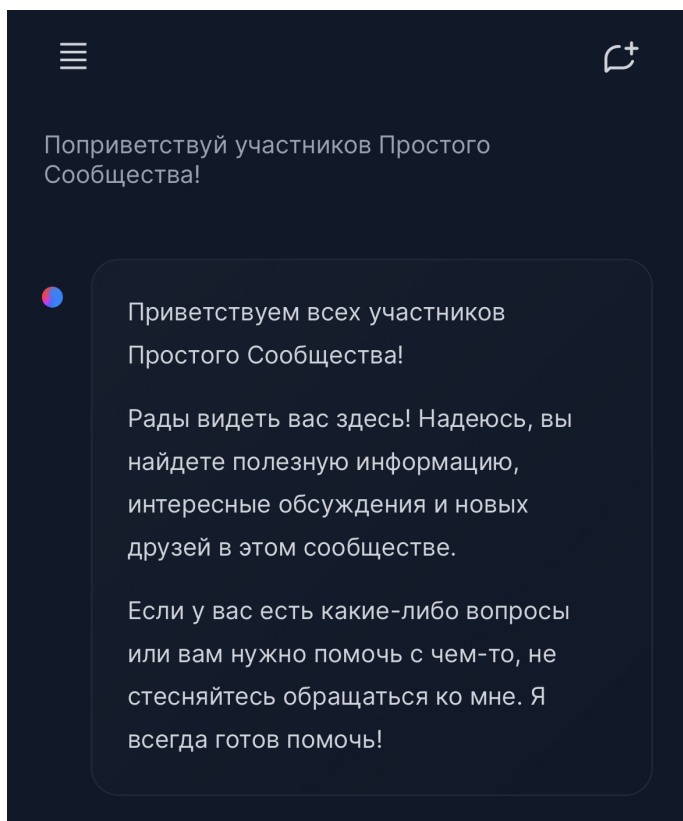 Поприветствуй участников Простого
Сообщества!
Приветствуем всех участников
Простого Сообщества!
Рады видеть вас здесь! Надеюсь, вы
найдете полезную информацию,
интересные обсуждения и новых
друзей в этом сообществе.
Если у вас есть какие-либо вопросы
или вам нужно помочь с чем-то, не
стесняйтесь обращаться ко мне. Я
всегда готов помочь!